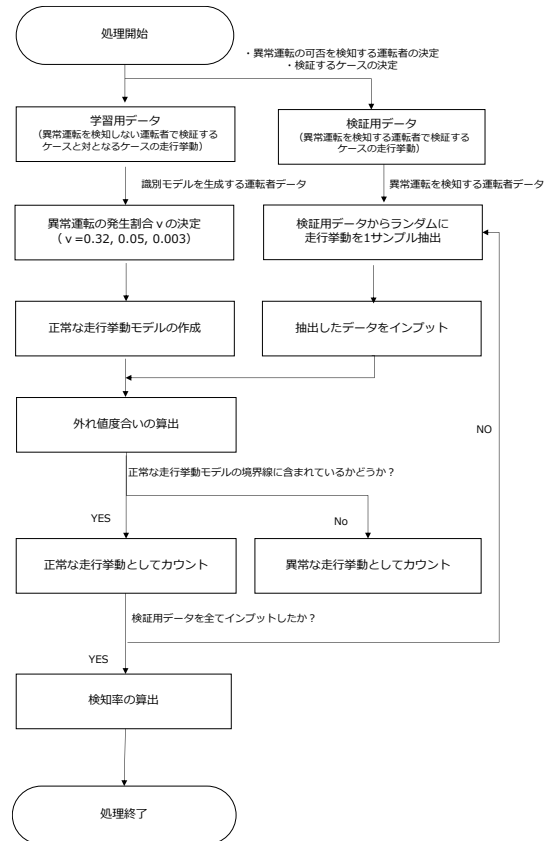 処理開始
・異常運転の可否を検知する運転者の決定
・検証するケースの決定
学習用データ
（異常運転を検知しない運転者で検証する
ケースと対となるケースの走行挙動）
検証用データ
（異常運転を検知する運転者で検証する
ケースの走行挙動）
識別モデルを生成する運転者データ
異常運転を検知する運転者データ
異常運転の発生割合νの決定
（ν=0.32, 0.05, 0.003）
検証用データからランダムに
走行挙動を1サンプル抽出
正常な走行挙動モデルの作成
抽出したデータをインプット
外れ値度合いの算出
NO
正常な走行挙動モデルの境界線に含まれているかどうか？
YES
No
正常な走行挙動としてカウント
異常な走行挙動としてカウント
検証用データを全てインプットしたか？
YES
検知率の算出
処理終了